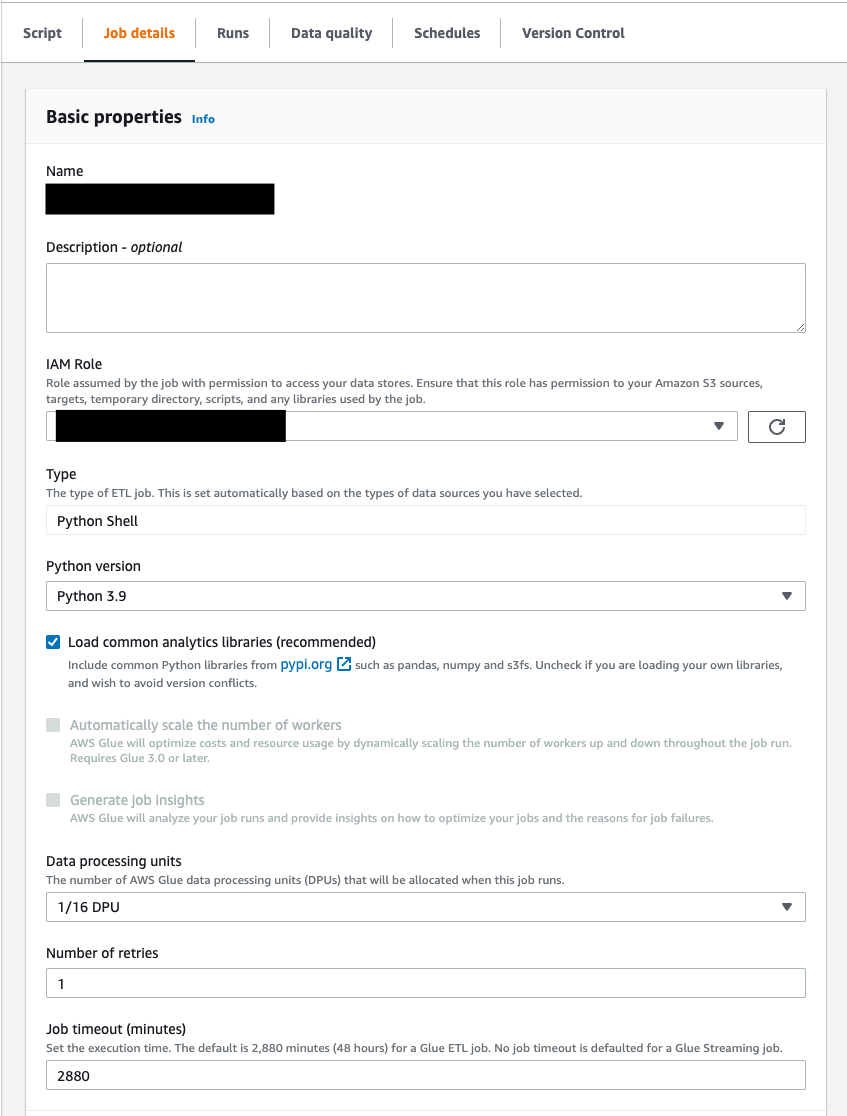 Script
Job details
Runs
Data quality
Schedules
Version Control
Basic properties Info
Name
Description - optional
IAM Role
Role assumed by the job with permission to access your data stores. Ensure that this role has permission to your Amazon S3 sources,
targets, temporary directory, scripts, and any libraries used by the job.
Type
The type of ETL job. This is set automatically based on the types of data sources you have selected.
Python Shell
Python version
Python 3.9
Load common analytics libraries (recommended)
Include common Python libraries from pypi.org such as pandas, numpy and s3fs. Uncheck if you are loading your own libraries,
and wish to avoid version conflicts.
Automatically scale the number of workers
AWS Glue will optimize costs and resource usage by dynamically scaling the number of workers up and down throughout the job run.
Requires Glue 3.0 or later.
Generate job insights
AWS Glue will analyze your job runs and provide insights on how to optimize your jobs and the reasons for job failures.
Data processing units
The number of AWS Glue data processing units (DPUs) that will be allocated when this job runs.
1/16 DPU
Number of retries
1
Job timeout (minutes)
Set the execution time. The default is 2,880 minutes (48 hours) for a Glue ETL job. No job timeout is defaulted for a Glue Streaming job.
2880